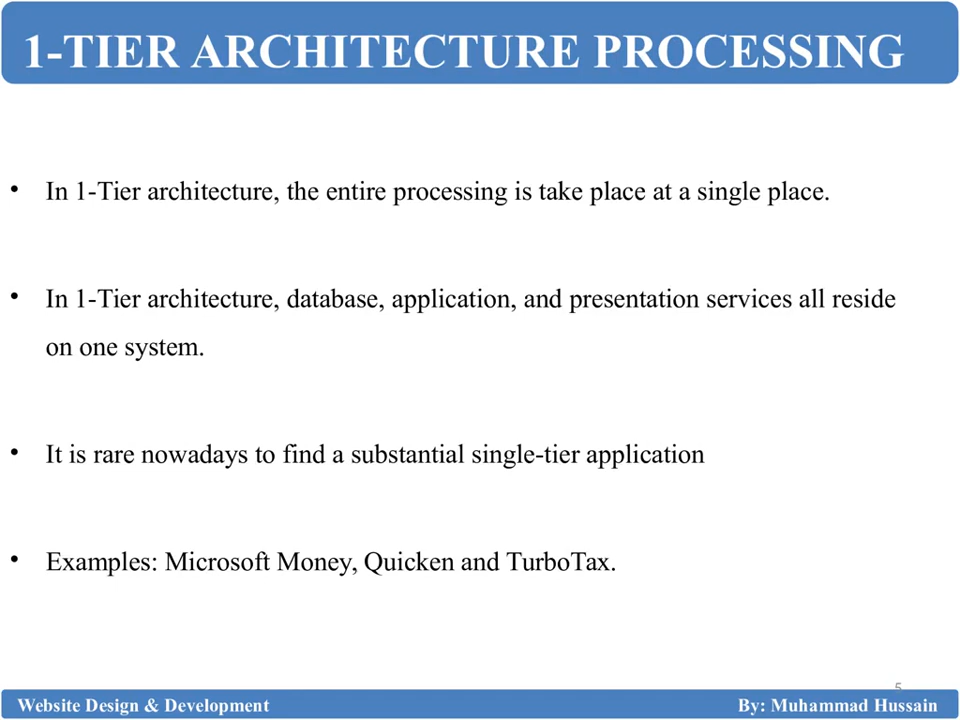 1-TIER ARCHITECTURE PROCESSING
• In 1-Tier architecture, the entire processing is take place at a single place.
• In 1-Tier architecture, database, application, and presentation services all reside
on one system.
• It is rare nowadays to find a substantial single-tier application
• Examples: Microsoft Money, Quicken and TurboTax.
5
Website Design & Development By: Muhammad Hussain